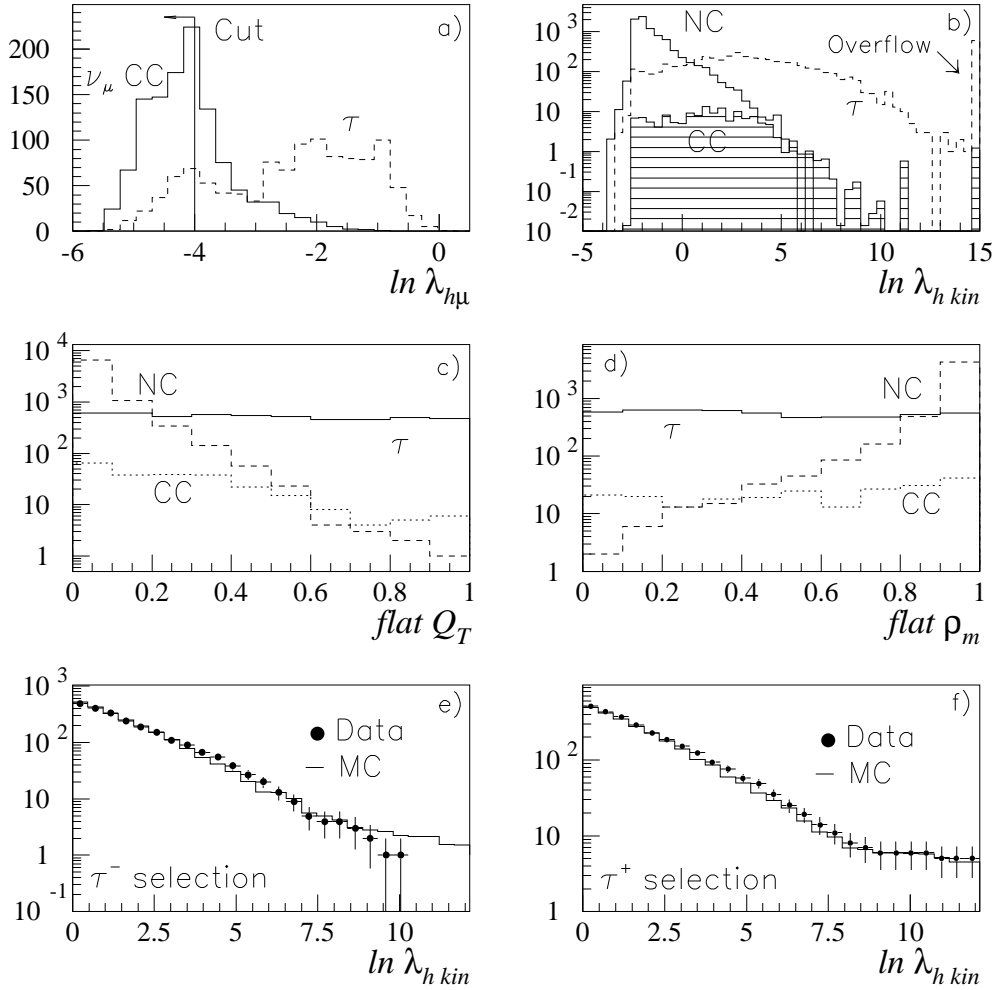 a)
Cut
ν_μ CC
τ
200
150
100
50
0
-6 -4 -2 0
ln λ_{hμ}
b)
NC
Overflow
τ
CC
10^3
10^2
10
1
10^{-1}
10^{-2}
-5 0 5 10 15
ln λ_{h kin}
c)
NC
τ
CC
10^4
10^3
10^2
10
1
0 0.2 0.4 0.6 0.8 1
flat Q_T
d)
NC
τ
CC
10^3
10^2
10
1
0 0.2 0.4 0.6 0.8 1
flat ρ_m
e)
Data
MC
τ^- selection
10^3
10^2
10
1
10^{-1}
0 2.5 5 7.5 10
ln λ_{h kin}
f)
Data
MC
τ^+ selection
10^2
10
1
0 2.5 5 7.5 10
ln λ_{h kin}